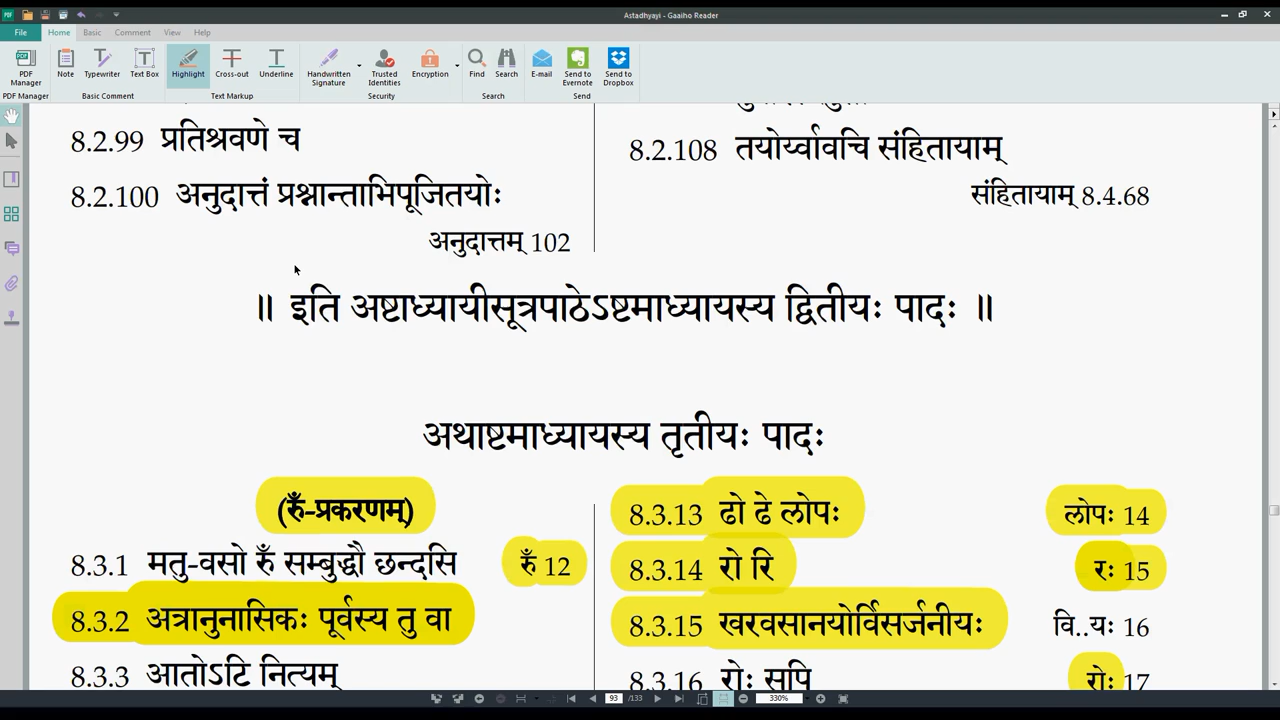 Astadhyayi - Gaaiho Reader
File Home Basic Comment View Help
PDF Manager Note Typewriter Text Box Highlight Cross-out Underline Handwritten Signature Trusted Identities Encryption Find Search E-mail Send to Evernote Send to Dropbox
PDF Manager Basic Comment Text Markup Security Search Send
8.2.99 प्रतिश्रवणे च
8.2.100 अनुदात्तं प्रश्नान्ताभिपूजितयोः
अनुदात्तम् 102
8.2.108 तयोर्य्वावचि संहितायाम्
संहितायाम् 8.4.68
॥ इति अष्टाध्यायीसूत्रपाठेऽष्टमाध्यायस्य द्वितीयः पादः ॥
अथाष्टमाध्यायस्य तृतीयः पादः
(रुँ-प्रकरणम्)
8.3.1 मतु-वसो रुँ सम्बुद्धौ छन्दसि रुँ 12
8.3.2 अत्रानुनासिकः पूर्वस्य तु वा
8.3.3 आतोऽटि नित्यम्
8.3.13 ढो ढे लोपः लोपः 14
8.3.14 रो रि रः 15
8.3.15 खरवसानयोर्विसर्जनीयः वि..यः 16
8.3.16 रोः सुपि रोः 17
93 /133 330%